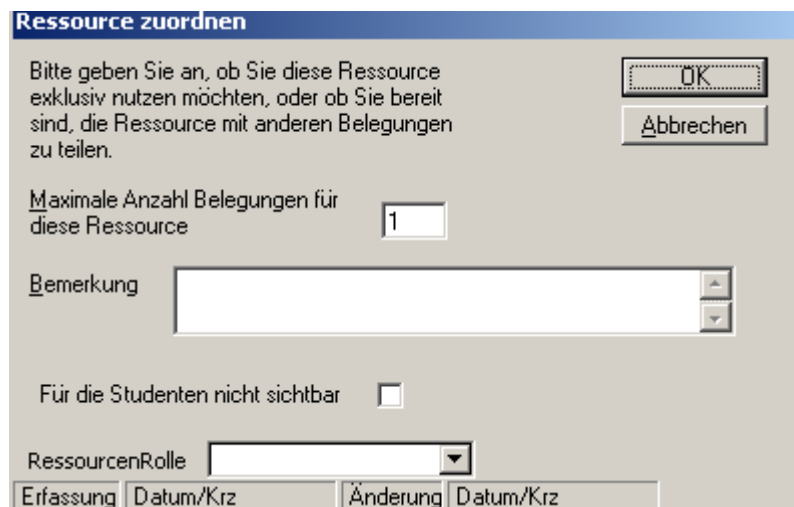 Ressource zuordnen
Bitte geben Sie an, ob Sie diese Ressource
exklusiv nutzen möchten, oder ob Sie bereit
sind, die Ressource mit anderen Belegungen
zu teilen.
OK
Abbrechen
Maximale Anzahl Belegungen für
diese Ressource
1
Bemerkung
Für die Studenten nicht sichtbar
RessourcenRolle
Erfassung Datum/Krz Änderung Datum/Krz